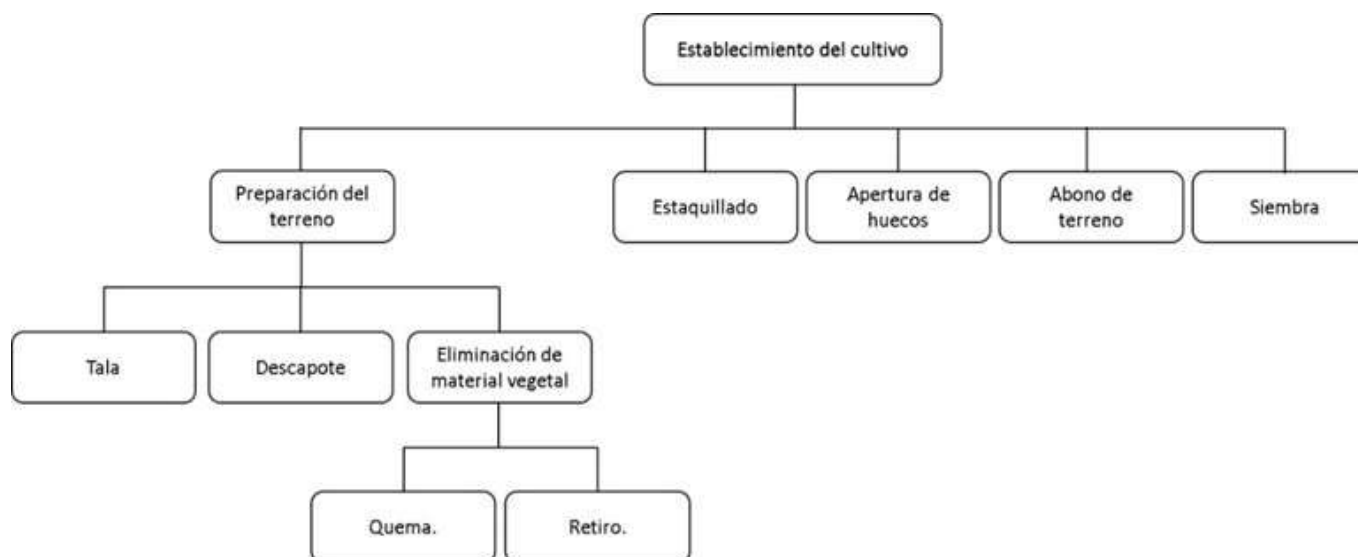 Establecimiento del cultivo
Preparación del
terreno
Estaquillado
Apertura de
huecos
Abono de
terreno
Siembra
Tala
Descapote
Eliminación de
material vegetal
Quema.
Retiro.